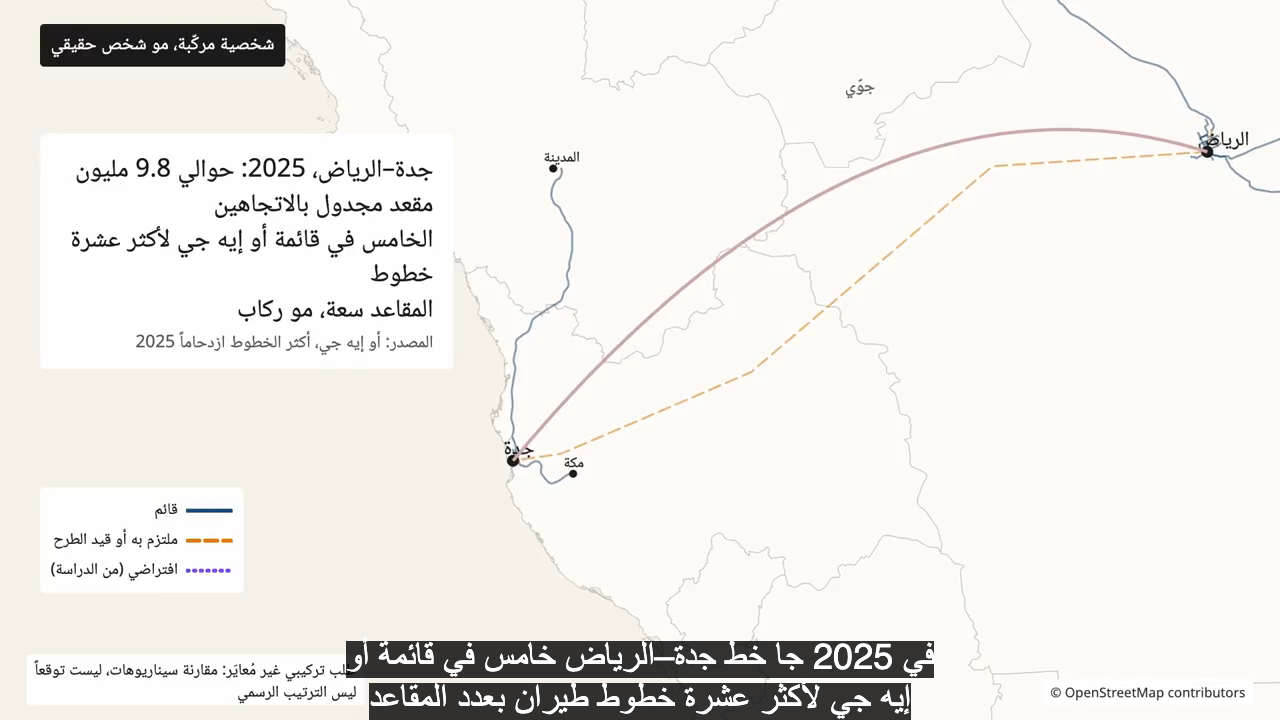 شخصية مركّبة، مو شخص حقيقي
جوّي
الرياض
المدينة
جدة–الرياض، 2025: حوالي 9.8 مليون
مقعد مجدول بالاتجاهين
الخامس في قائمة أو إيه جي لأكثر عشرة
خطوط
المقاعد سعة، مو ركاب
المصدر: أو إيه جي، أكثر الخطوط ازدحاماً 2025
جدة
مكة
قائم
ملتزم به أو قيد الطرح
افتراضي (من الدراسة)
في 2025 جا خط جدة–الرياض خامس في قائمة أو
إيه جي لأكثر عشرة خطوط طيران بعدد المقاعد
تركيبي غير مُعايَر: مقارنة سيناريوهات، ليست توقعاً
ليس الترتيب الرسمي
© OpenStreetMap contributors